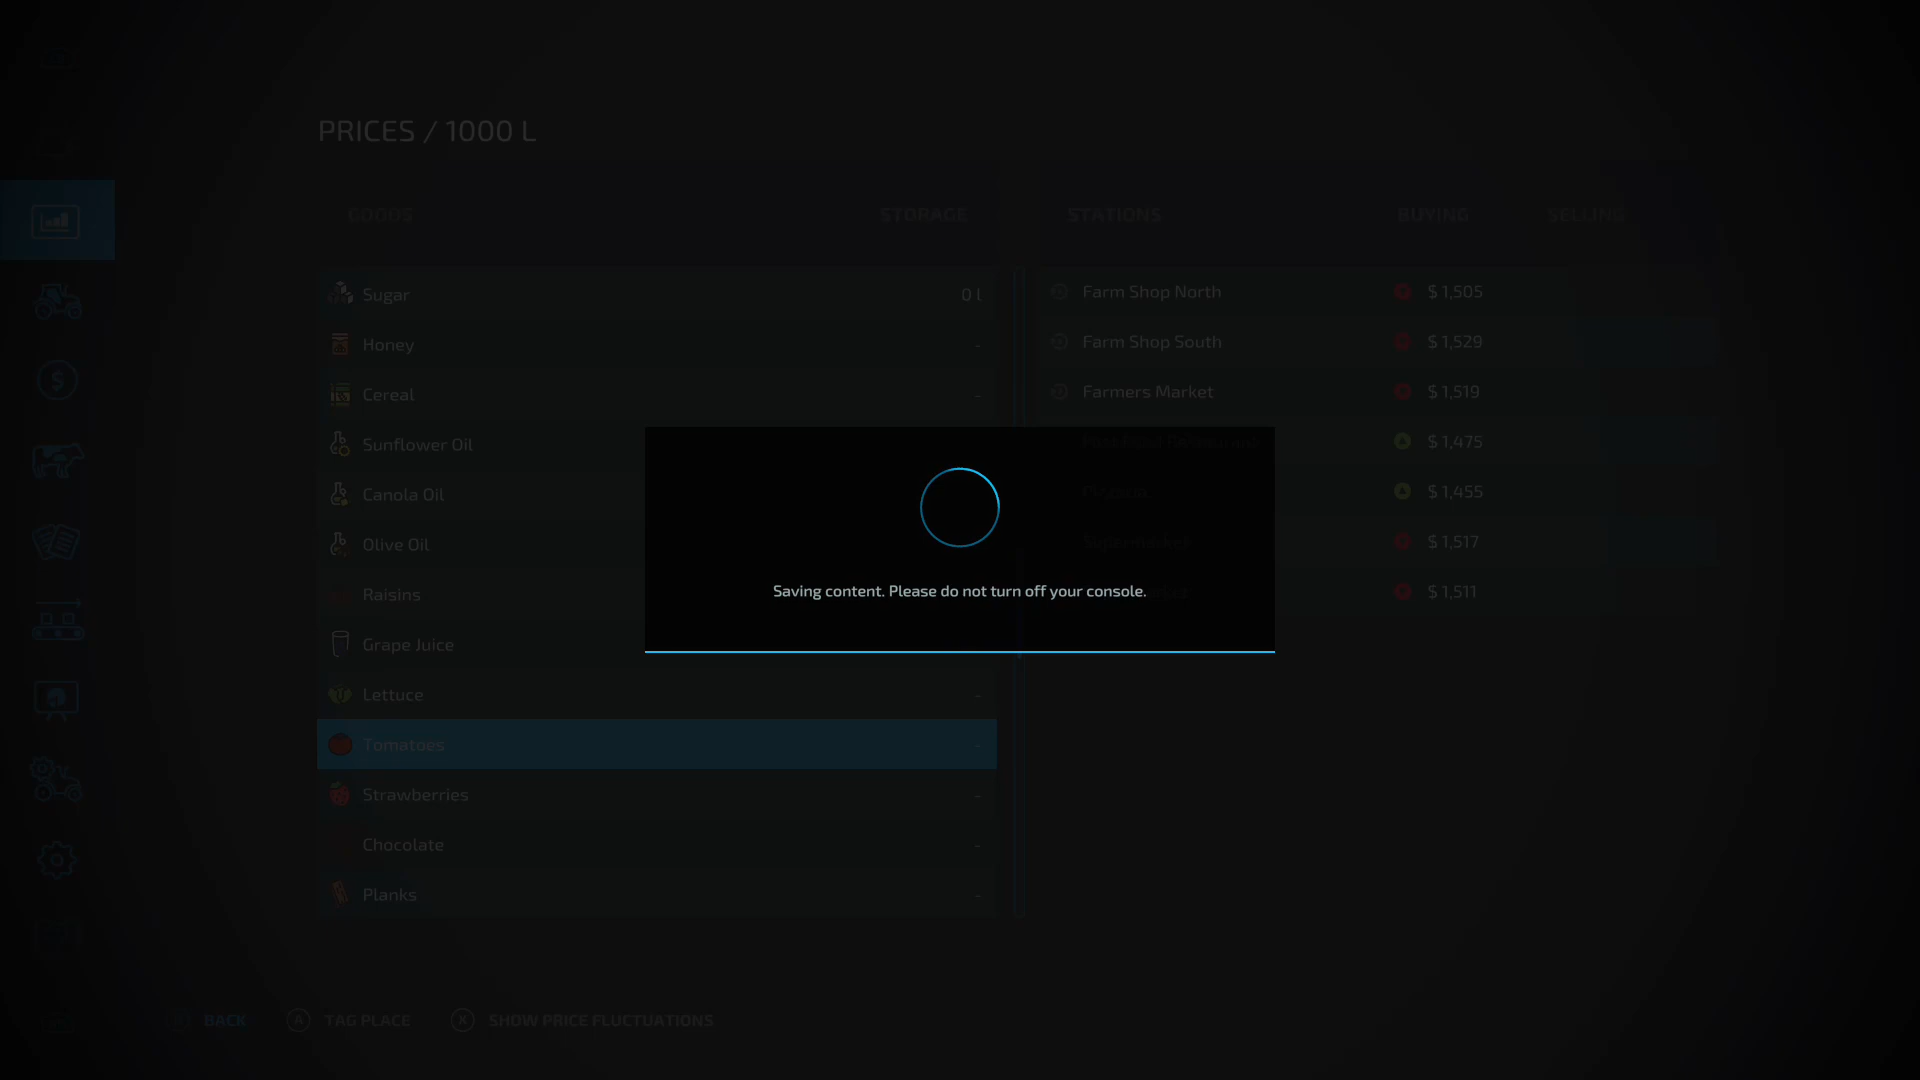 PRICES / 1000 L
GOODS STORAGE STATIONS BUYING SELLING
Sugar 0 l
Honey -
Cereal -
Sunflower Oil
Canola Oil
Olive Oil
Raisins
Grape Juice
Lettuce -
Tomatoes -
Strawberries -
Chocolate -
Planks -
Farm Shop North $ 1,505
Farm Shop South $ 1,529
Farmers Market $ 1,519
$ 1,475
Pizzeria $ 1,455
Supermarket $ 1,517
$ 1,511
Saving content. Please do not turn off your console.
BACK A TAG PLACE X SHOW PRICE FLUCTUATIONS